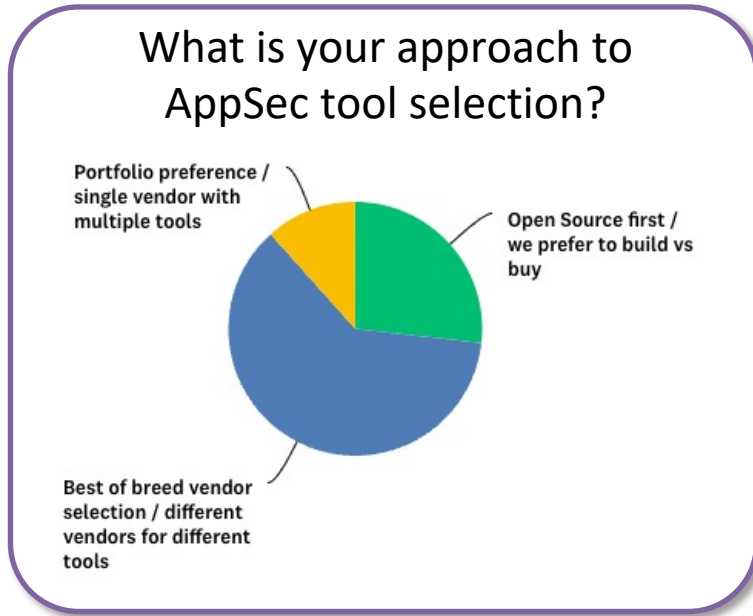 What is your approach to
AppSec tool selection?
Portfolio preference /
single vendor with
multiple tools
Open Source first /
we prefer to build vs
buy
Best of breed vendor
selection / different
vendors for different
tools